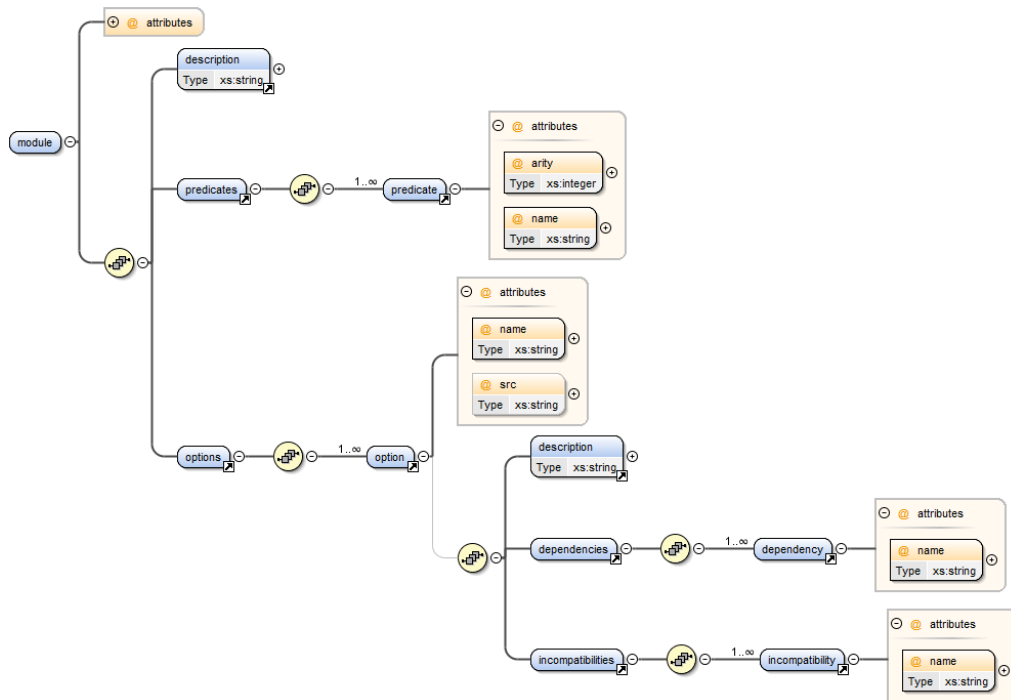 @ attributes
description
Type xs:string
module
@ attributes
@ arity
Type xs:integer
predicates
1..∞
predicate
@ name
Type xs:string
@ attributes
@ name
Type xs:string
@ src
Type xs:string
options
1..∞
option
description
Type xs:string
@ attributes
dependencies
1..∞
dependency
@ name
Type xs:string
@ attributes
incompatibilities
1..∞
incompatibility
@ name
Type xs:string